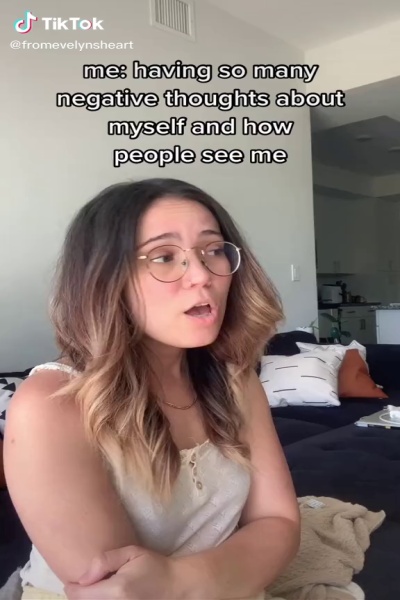 TikTok
@fromevelynsheart
me: having so many
negative thoughts about
myself and how
people see me